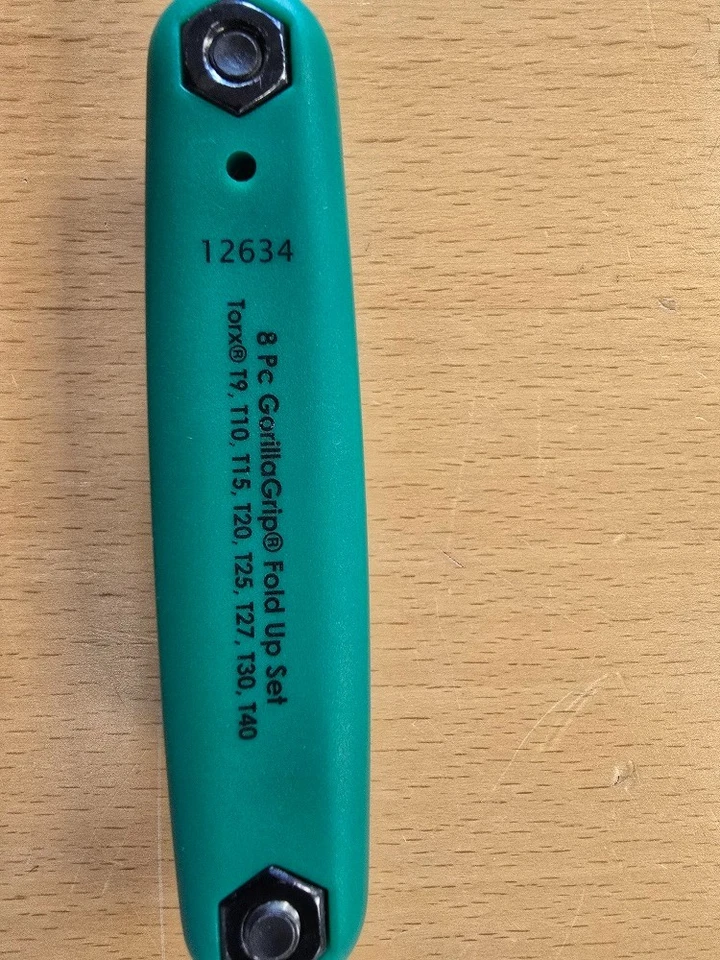 12634
8 Pc GorillaGrip® Fold Up Set
Torx® T9, T10, T15, T20, T25, T27, T30, T40